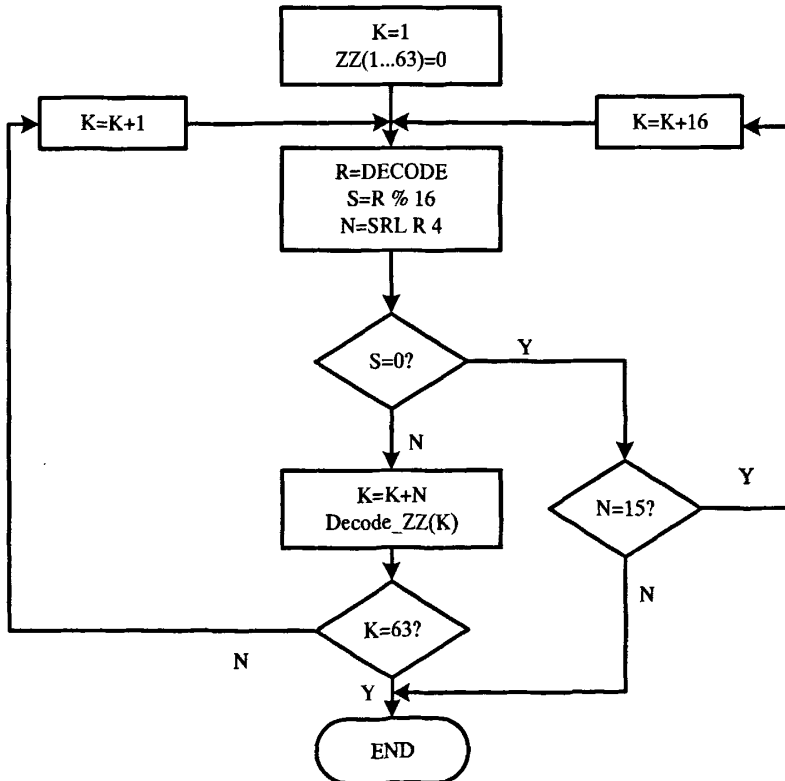 K=1
ZZ(1...63)=0
K=K+1
K=K+16
R=DECODE
S=R % 16
N=SRL R 4
S=0?
Y
N
K=K+N
Decode_ZZ(K)
N=15?
Y
N
K=63?
N
Y
END